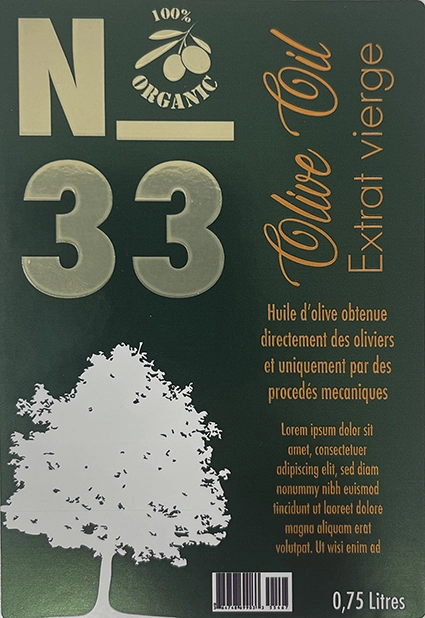 100%
ORGANIC
N
33
Olive Oil
Extrat vierge
Huile d'olive obtenue
directement des oliviers
et uniquement par des
procedés mecaniques
Lorem ipsum dolor sit
amet, consectetuer
adipiscing elit, sed diam
nonummy nibh euismod
tincidunt ut laoreet dolore
magna aliquam erat
volutpat. Ut wisi enim ad
0,75 Litres